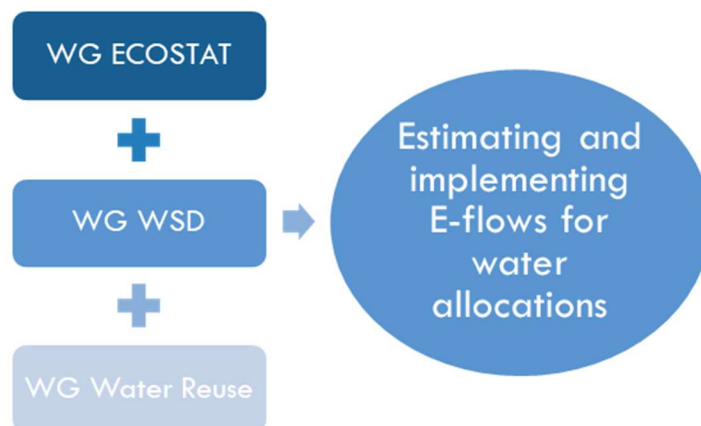 WG ECOSTAT
WG WSD
WG Water Reuse
Estimating and
implementing
E-flows for
water
allocations